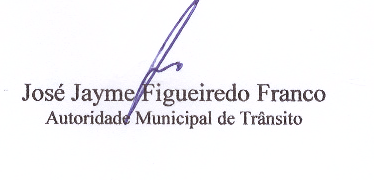 José Jayme Figueiredo Franco
Autoridade Municipal de Trânsito